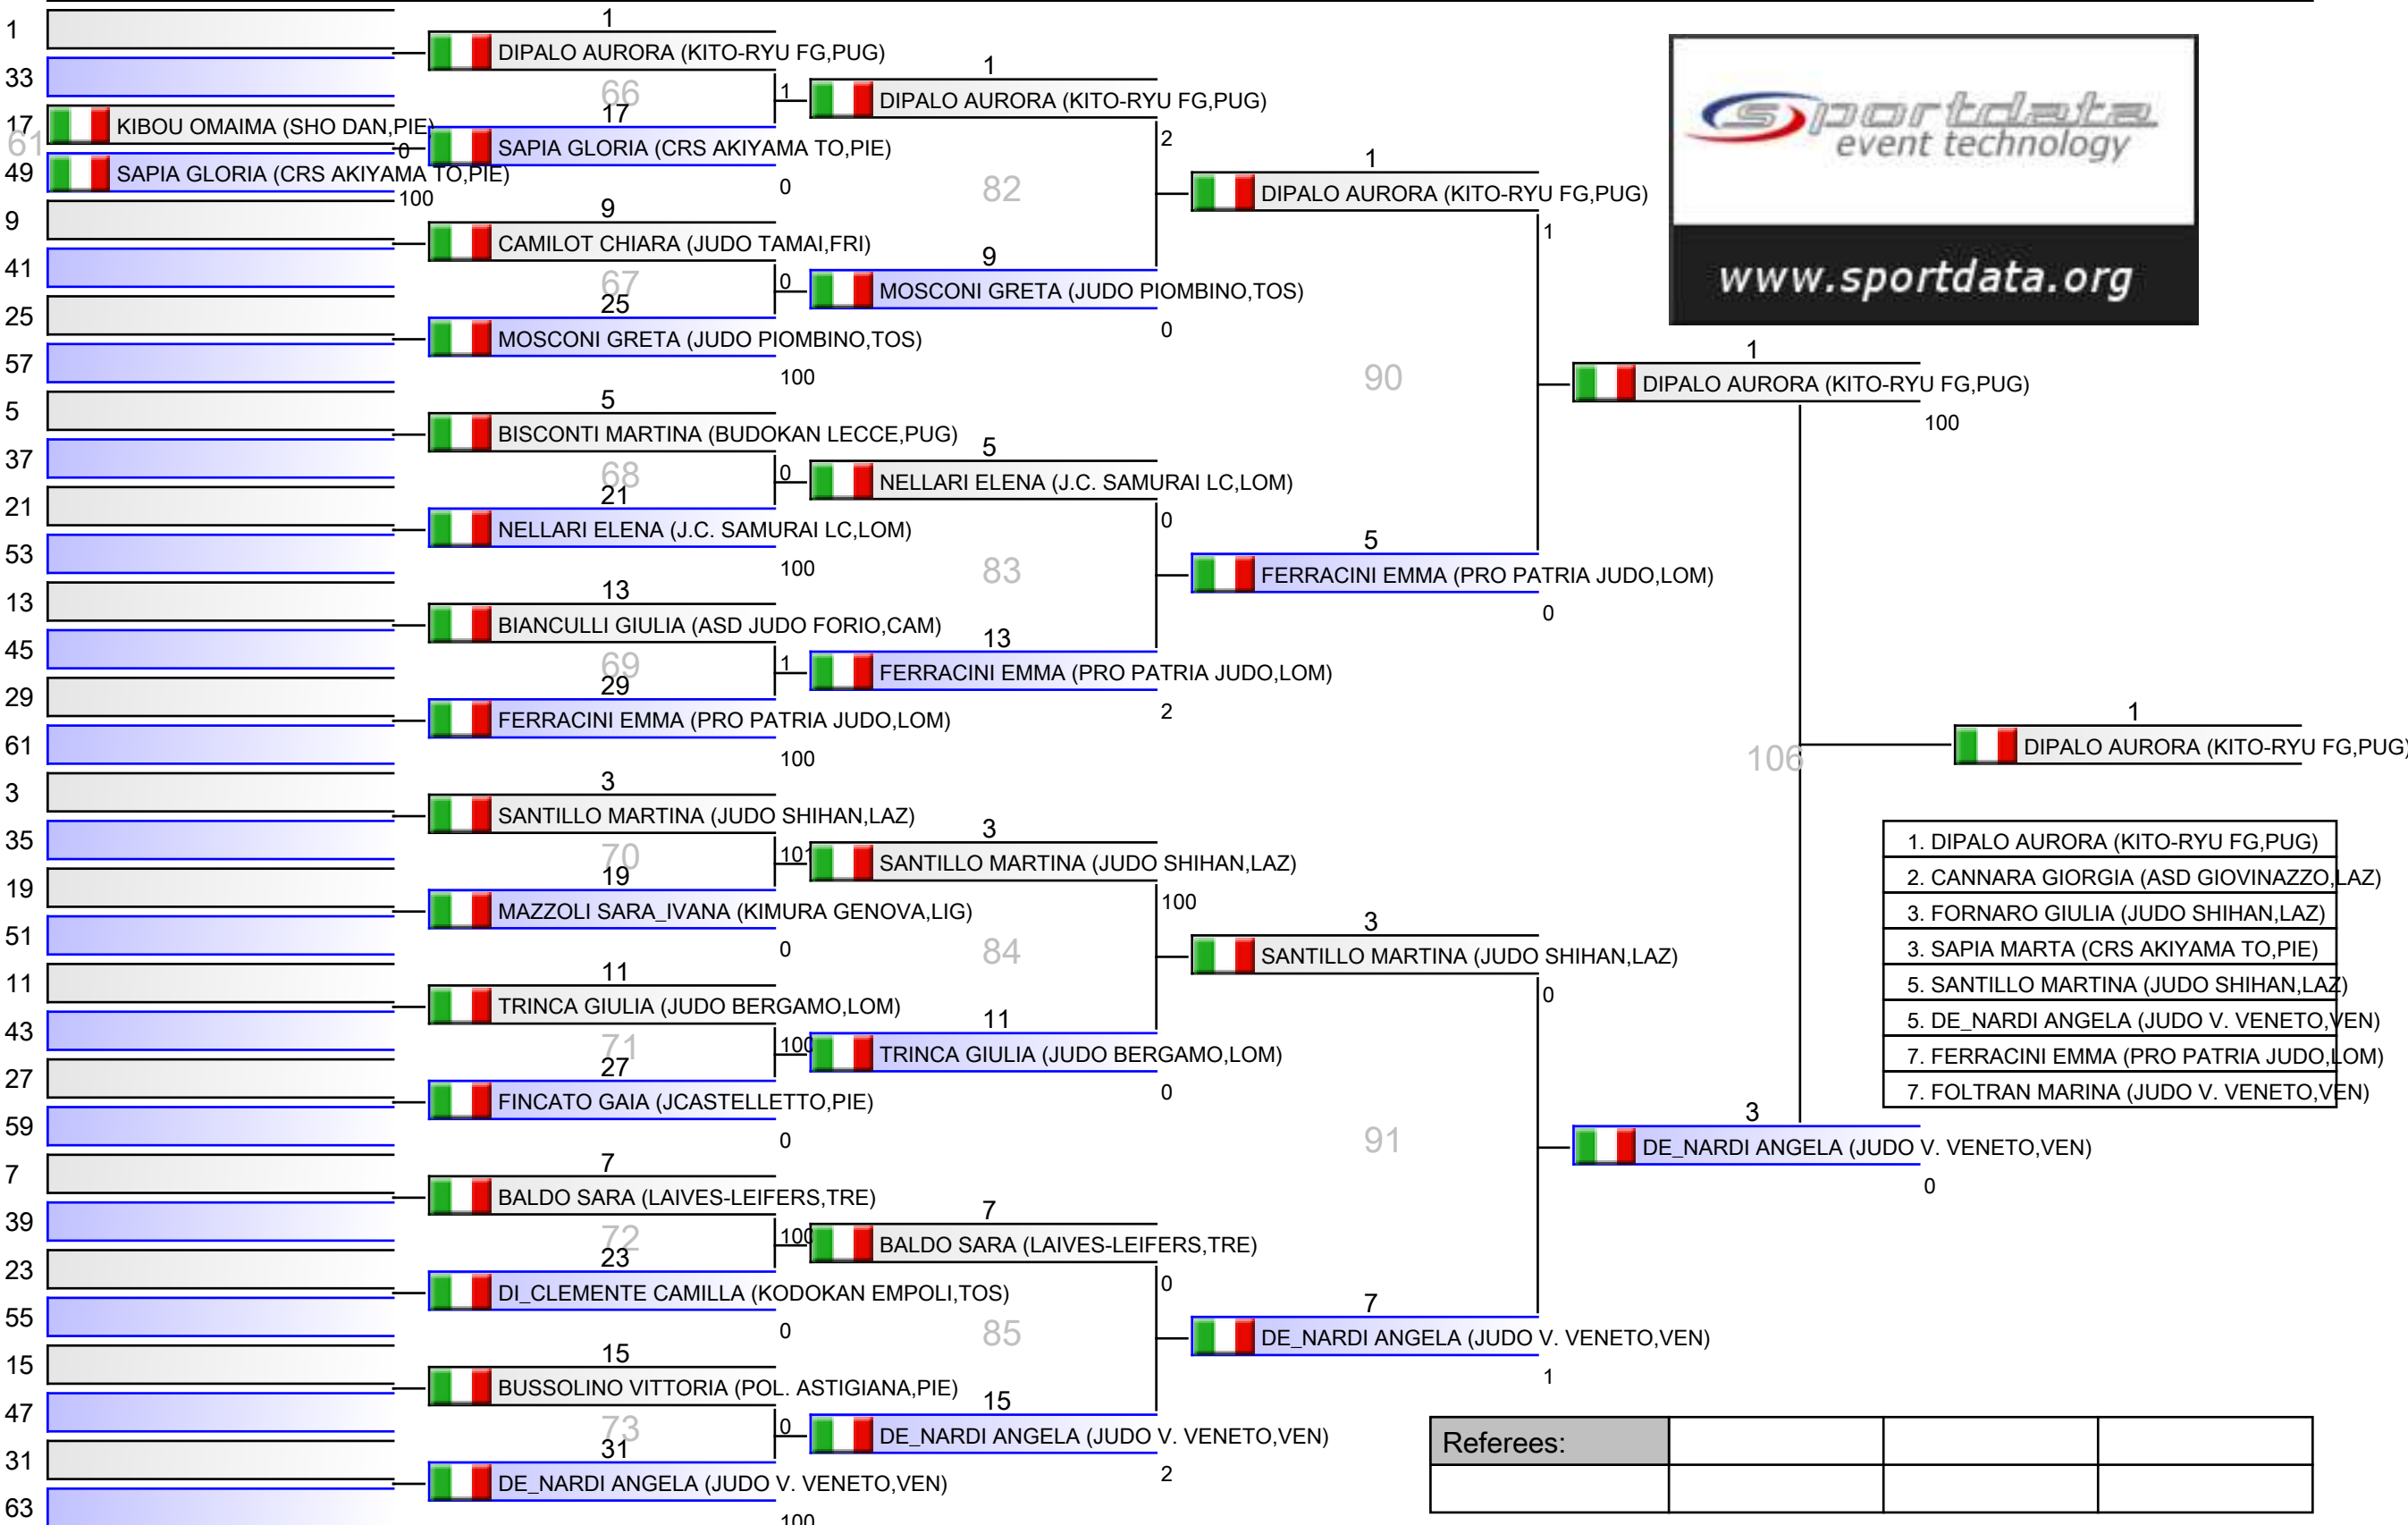 1
33
17
61
49
9
41
25
57
5
37
21
53
13
45
29
61
3
35
19
51
11
43
27
59
7
39
23
55
15
47
31
63
KIBOU OMAIMA (SHO DAN,PIE)
0
SAPIA GLORIA (CRS AKIYAMA TO,PIE)
100
1
DIPALO AURORA (KITO-RYU FG,PUG)
1
66
17
SAPIA GLORIA (CRS AKIYAMA TO,PIE)
0
9
CAMILOT CHIARA (JUDO TAMAI,FRI)
0
67
25
MOSCONI GRETA (JUDO PIOMBINO,TOS)
100
5
BISCONTI MARTINA (BUDOKAN LECCE,PUG)
0
68
21
NELLARI ELENA (J.C. SAMURAI LC,LOM)
100
13
BIANCULLI GIULIA (ASD JUDO FORIO,CAM)
1
69
29
FERRACINI EMMA (PRO PATRIA JUDO,LOM)
100
3
SANTILLO MARTINA (JUDO SHIHAN,LAZ)
101
70
19
MAZZOLI SARA_IVANA (KIMURA GENOVA,LIG)
0
11
TRINCA GIULIA (JUDO BERGAMO,LOM)
100
71
27
FINCATO GAIA (JCASTELLETTO,PIE)
0
7
BALDO SARA (LAIVES-LEIFERS,TRE)
100
72
23
DI_CLEMENTE CAMILLA (KODOKAN EMPOLI,TOS)
0
15
BUSSOLINO VITTORIA (POL. ASTIGIANA,PIE)
0
73
31
DE_NARDI ANGELA (JUDO V. VENETO,VEN)
100
1
DIPALO AURORA (KITO-RYU FG,PUG)
2
82
9
MOSCONI GRETA (JUDO PIOMBINO,TOS)
0
5
NELLARI ELENA (J.C. SAMURAI LC,LOM)
0
83
13
FERRACINI EMMA (PRO PATRIA JUDO,LOM)
2
3
SANTILLO MARTINA (JUDO SHIHAN,LAZ)
100
84
11
TRINCA GIULIA (JUDO BERGAMO,LOM)
0
7
BALDO SARA (LAIVES-LEIFERS,TRE)
0
85
15
DE_NARDI ANGELA (JUDO V. VENETO,VEN)
2
1
DIPALO AURORA (KITO-RYU FG,PUG)
1
90
5
FERRACINI EMMA (PRO PATRIA JUDO,LOM)
0
3
SANTILLO MARTINA (JUDO SHIHAN,LAZ)
0
91
7
DE_NARDI ANGELA (JUDO V. VENETO,VEN)
1
1
DIPALO AURORA (KITO-RYU FG,PUG)
100
106
3
DE_NARDI ANGELA (JUDO V. VENETO,VEN)
0
1
DIPALO AURORA (KITO-RYU FG,PUG)
sportdata
event technology
www.sportdata.org
1. DIPALO AURORA (KITO-RYU FG,PUG)
2. CANNARA GIORGIA (ASD GIOVINAZZO,LAZ)
3. FORNARO GIULIA (JUDO SHIHAN,LAZ)
3. SAPIA MARTA (CRS AKIYAMA TO,PIE)
5. SANTILLO MARTINA (JUDO SHIHAN,LAZ)
5. DE_NARDI ANGELA (JUDO V. VENETO,VEN)
7. FERRACINI EMMA (PRO PATRIA JUDO,LOM)
7. FOLTRAN MARINA (JUDO V. VENETO,VEN)
Referees: